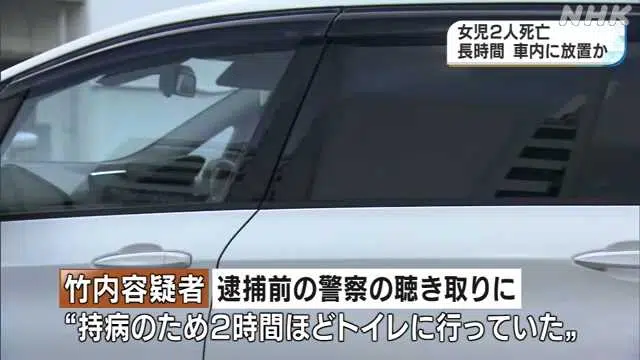 NHK
女児2人死亡
長時間 車内に放置か
竹内容疑者 逮捕前の警察の聴き取りに
“持病のため2時間ほどトイレに行っていた„